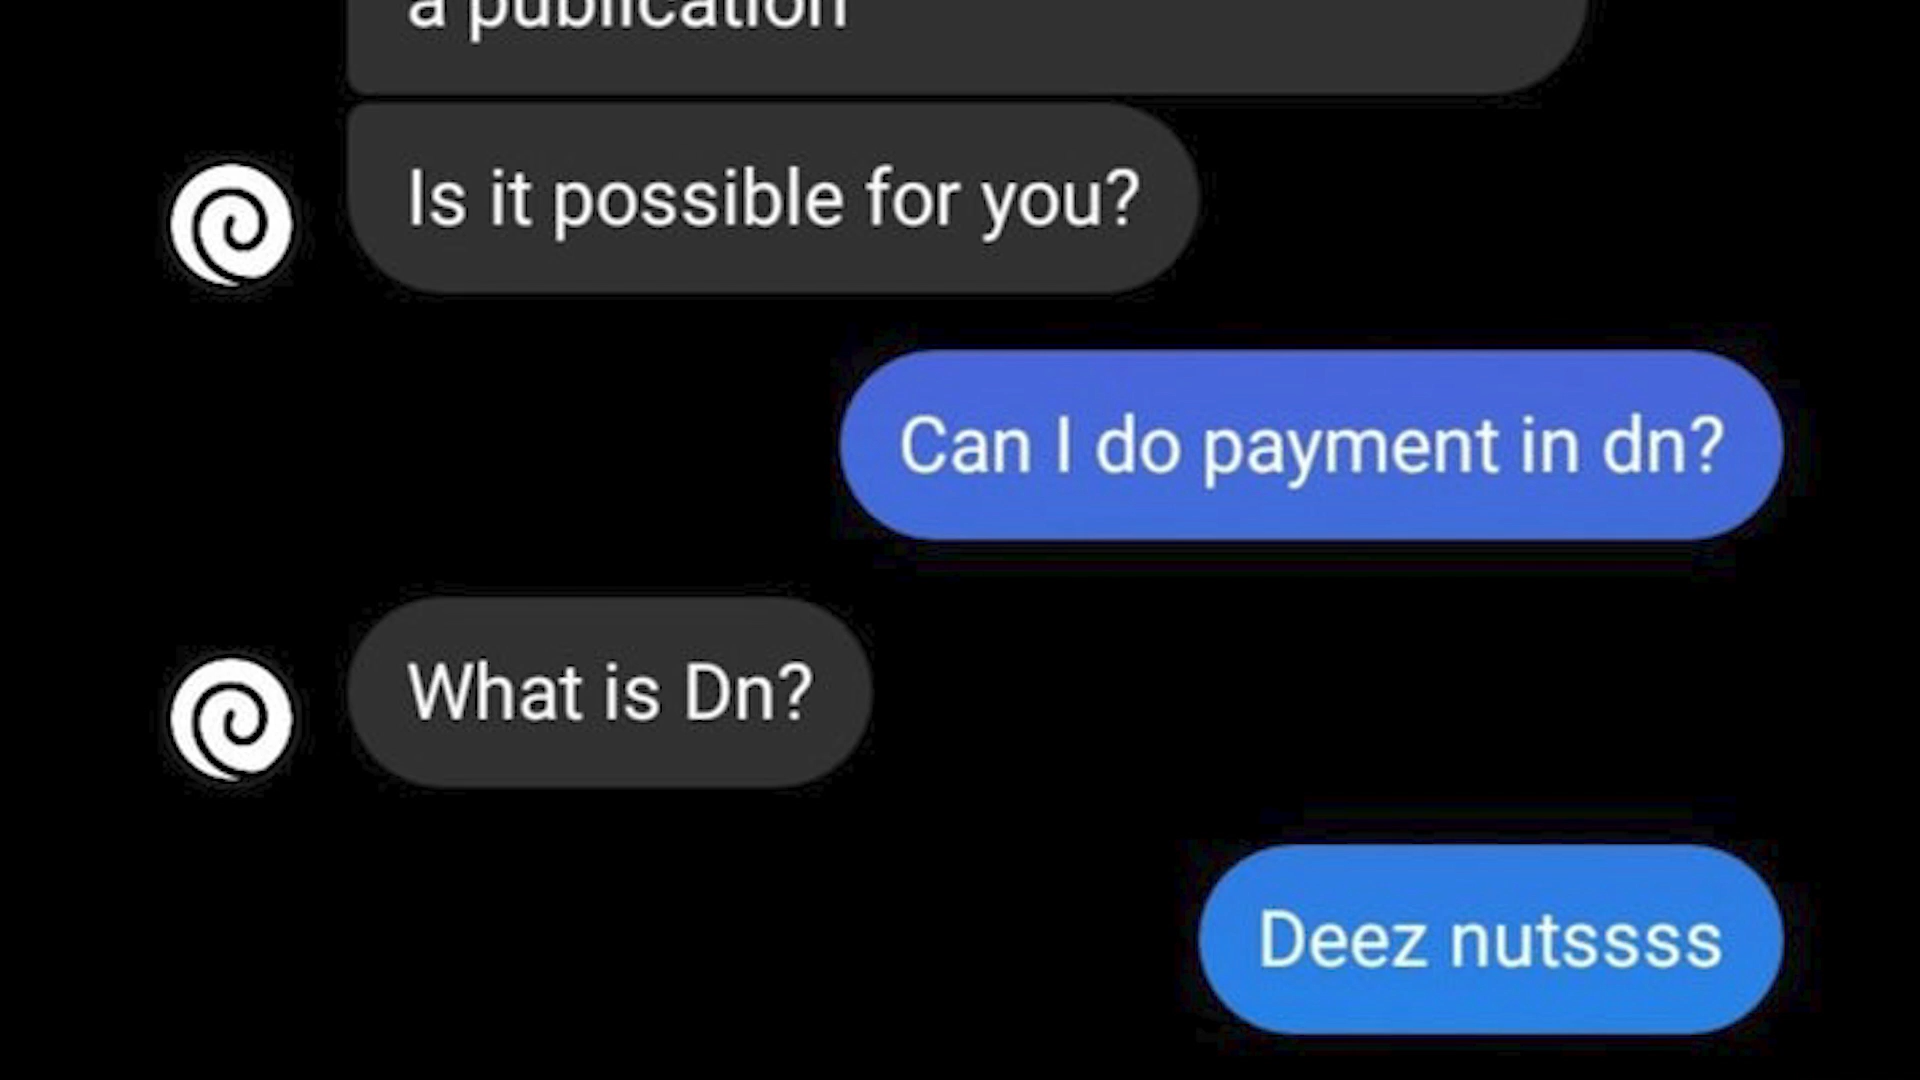 a publication
Is it possible for you?
Can I do payment in dn?
What is Dn?
Deez nutssss